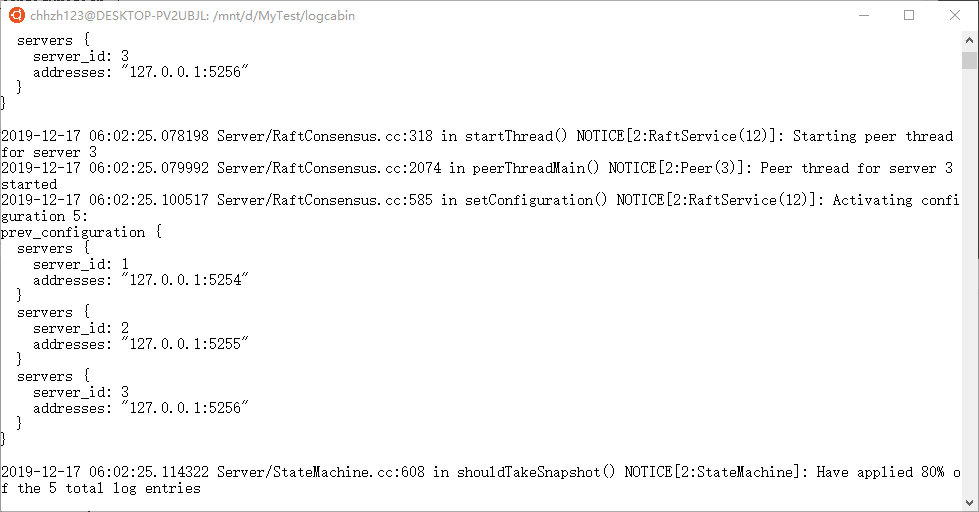 chhzh123@DESKTOP-PV2UBJL: /mnt/d/MyTest/logcabin
  servers {
    server_id: 3
    addresses: "127.0.0.1:5256"
  }
}
2019-12-17 06:02:25.078198 Server/RaftConsensus.cc:318 in startThread() NOTICE[2:RaftService(12)]: Starting peer thread
for server 3
2019-12-17 06:02:25.079992 Server/RaftConsensus.cc:2074 in peerThreadMain() NOTICE[2:Peer(3)]: Peer thread for server 3
started
2019-12-17 06:02:25.100517 Server/RaftConsensus.cc:585 in setConfiguration() NOTICE[2:RaftService(12)]: Activating confi
guration 5:
prev_configuration {
  servers {
    server_id: 1
    addresses: "127.0.0.1:5254"
  }
  servers {
    server_id: 2
    addresses: "127.0.0.1:5255"
  }
  servers {
    server_id: 3
    addresses: "127.0.0.1:5256"
  }
}
2019-12-17 06:02:25.114322 Server/StateMachine.cc:608 in shouldTakeSnapshot() NOTICE[2:StateMachine]: Have applied 80% o
f the 5 total log entries